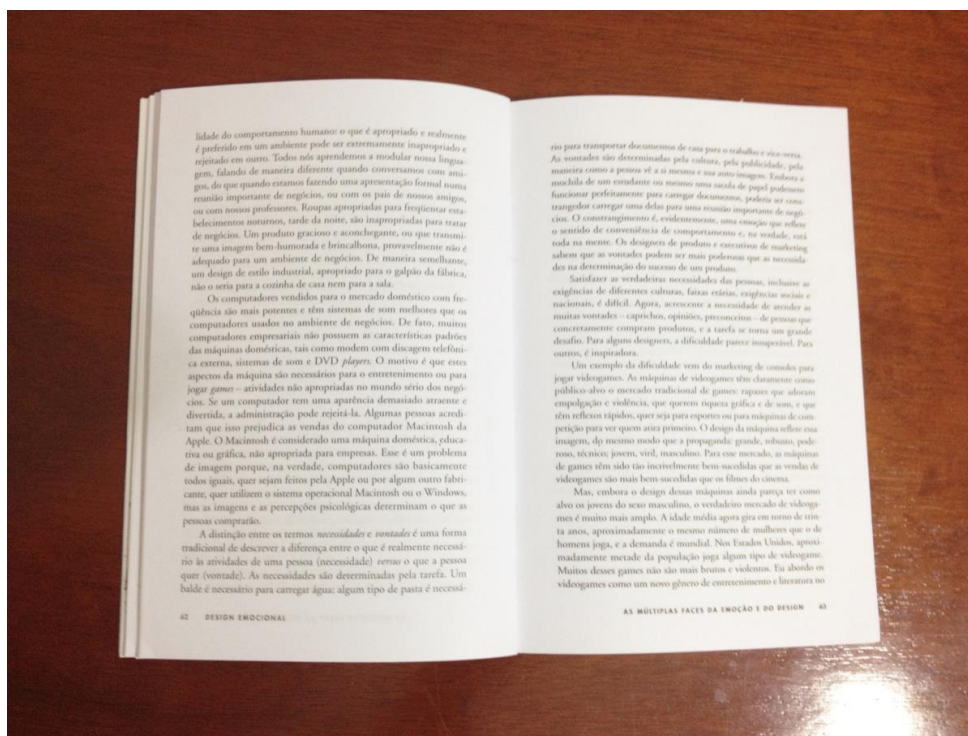 lidade do comportamento humano: o que é apropriado e realmente
é preferido em um ambiente pode ser extremamente inapropriado e
rejeitado em outro. Todos nós aprendemos a modular nossa lingua-
gem, falando de maneira diferente quando conversamos com ami-
gos, do que quando estamos fazendo uma apresentação formal numa
reunião importante de negócios, ou com os pais de nossos amigos,
ou com nossos professores. Roupas apropriadas para freqüentar esta-
belecimentos noturnos, tarde da noite, são inapropriadas para tratar
de negócios. Um produto gracioso e aconchegante, ou que transmi-
te uma imagem bem-humorada e brincalhona, provavelmente não é
adequado para um ambiente de negócios. De maneira semelhante,
um design de estilo industrial, apropriado para o galpão da fábrica,
não o seria para a cozinha de casa nem para a sala.
Os computadores vendidos para o mercado doméstico com fre-
qüência são mais potentes e têm sistemas de som melhores que os
computadores usados no ambiente de negócios. De fato, muitos
computadores empresariais não possuem as características padrões
das máquinas domésticas, tais como modem com discagem telefôni-
ca externa, sistemas de som e DVD players. O motivo é que estes
aspectos da máquina são necessários para o entretenimento ou para
jogar games – atividades não apropriadas no mundo sério dos negó-
cios. Se um computador tem uma aparência demasiado atraente e
divertida, a administração pode rejeitá-la. Algumas pessoas acredi-
tam que isso prejudica as vendas do computador Macintosh da
Apple. O Macintosh é considerado uma máquina doméstica, educa-
tiva ou gráfica, não apropriada para empresas. Esse é um problema
de imagem porque, na verdade, computadores são basicamente
todos iguais, quer sejam feitos pela Apple ou por algum outro fabri-
cante, quer utilizem o sistema operacional Macintosh ou o Windows,
mas as imagens e as percepções psicológicas determinam o que as
pessoas comprarão.
A distinção entre os termos necessidades e vontades é uma forma
tradicional de descrever a diferença entre o que é realmente necessá-
rio às atividades de uma pessoa (necessidade) versus o que a pessoa
quer (vontade). As necessidades são determinadas pela tarefa. Um
balde é necessário para carregar água; algum tipo de pasta é necessá-
62 DESIGN EMOCIONAL
rio para transportar documentos de casa para o trabalho e vice-versa.
As vontades são determinadas pela cultura, pela publicidade, pela
maneira como a pessoa vê a si mesma e sua auto-imagem. Embora a
mochila de um estudante ou mesmo uma sacola de papel pudessem
funcionar perfeitamente para carregar documentos, poderia ser cons-
trangedor carregar uma delas para uma reunião importante de negó-
cios. O constrangimento é, evidentemente, uma emoção que reflete
o sentido de conveniência de comportamento e, na verdade, está
toda na mente. Os designers de produto e executivos de marketing
sabem que as vontades podem ser mais poderosas que as necessida-
des na determinação do sucesso de um produto.
Satisfazer as verdadeiras necessidades das pessoas, inclusive as
exigências de diferentes culturas, faixas etárias, exigências sociais e
nacionais, é difícil. Agora, acrescente a necessidade de atender as
muitas vontades – caprichos, opiniões, preconceitos – de pessoas que
concretamente compram produtos, e a tarefa se torna um grande
desafio. Para alguns designers, a dificuldade parece insuperável. Para
outros, é inspiradora.
Um exemplo da dificuldade vem do marketing de consoles para
jogar videogames. As máquinas de videogames têm claramente como
público-alvo o mercado tradicional de games: rapazes que adoram
empolgação e violência, que querem riqueza gráfica e de som, e que
têm reflexos rápidos, quer seja para esportes ou para máquinas de com-
petição para ver quem atira primeiro. O design da máquina reflete essa
imagem, do mesmo modo que a propaganda: grande, robusto, pode-
roso, técnico; jovem, viril, masculino. Para esse mercado, as máquinas
de games têm sido tão incrivelmente bem-sucedidas que as vendas de
videogames são mais bem-sucedidas que os filmes do cinema.
Mas, embora o design dessas máquinas ainda pareça ter como
alvo os jovens do sexo masculino, o verdadeiro mercado de videoga-
mes é muito mais amplo. A idade média agora gira em torno de trin-
ta anos, aproximadamente o mesmo número de mulheres que o de
homens joga, e a demanda é mundial. Nos Estados Unidos, aproxi-
madamente metade da população joga algum tipo de videogame.
Muitos desses games não são mais brutos e violentos. Eu abordo os
videogames como um novo gênero de entretenimento e literatura no
AS MÚLTIPLAS FACES DA EMOÇÃO E DO DESIGN 63